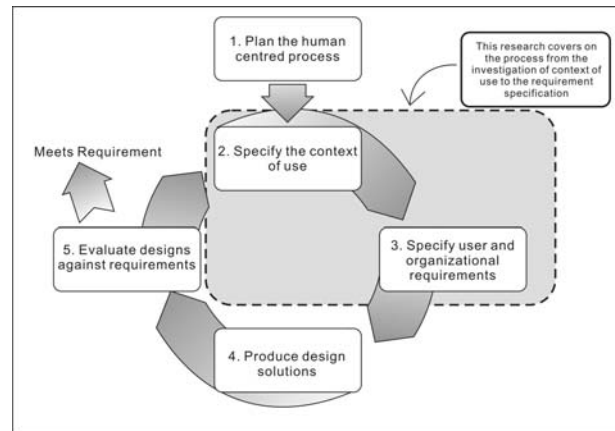 1. Plan the human
centred process
This research covers on
the process from the
investigation of context of
use to the requirement
specification
2. Specify the context
of use
Meets Requirement
5. Evaluate designs
against requirements
3. Specify user and
organizational
requirements
4. Produce design
solutions